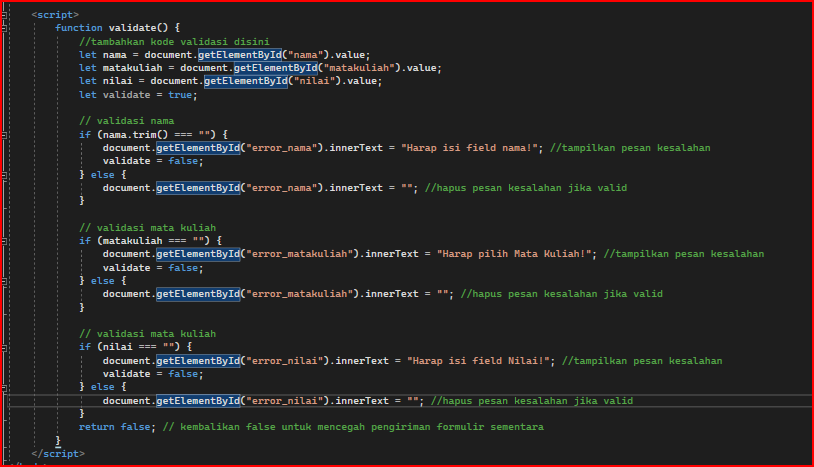 <script>
function validate() {
//tambahkan kode validasi disini
let nama = document.getElementById("nama").value;
let matakuliah = document.getElementById("matakuliah").value;
let nilai = document.getElementById("nilai").value;
let validate = true;
// validasi nama
if (nama.trim() === "") {
document.getElementById("error_nama").innerText = "Harap isi field nama!"; //tampilkan pesan kesalahan
validate = false;
} else {
document.getElementById("error_nama").innerText = ""; //hapus pesan kesalahan jika valid
}
// validasi mata kuliah
if (matakuliah === "") {
document.getElementById("error_matakuliah").innerText = "Harap pilih Mata Kuliah!"; //tampilkan pesan kesalahan
validate = false;
} else {
document.getElementById("error_matakuliah").innerText = ""; //hapus pesan kesalahan jika valid
}
// validasi mata kuliah
if (nilai === "") {
document.getElementById("error_nilai").innerText = "Harap isi field Nilai!"; //tampilkan pesan kesalahan
validate = false;
} else {
document.getElementById("error_nilai").innerText = ""; //hapus pesan kesalahan jika valid
}
return false; // kembalikan false untuk mencegah pengiriman formulir sementara
}
</script>